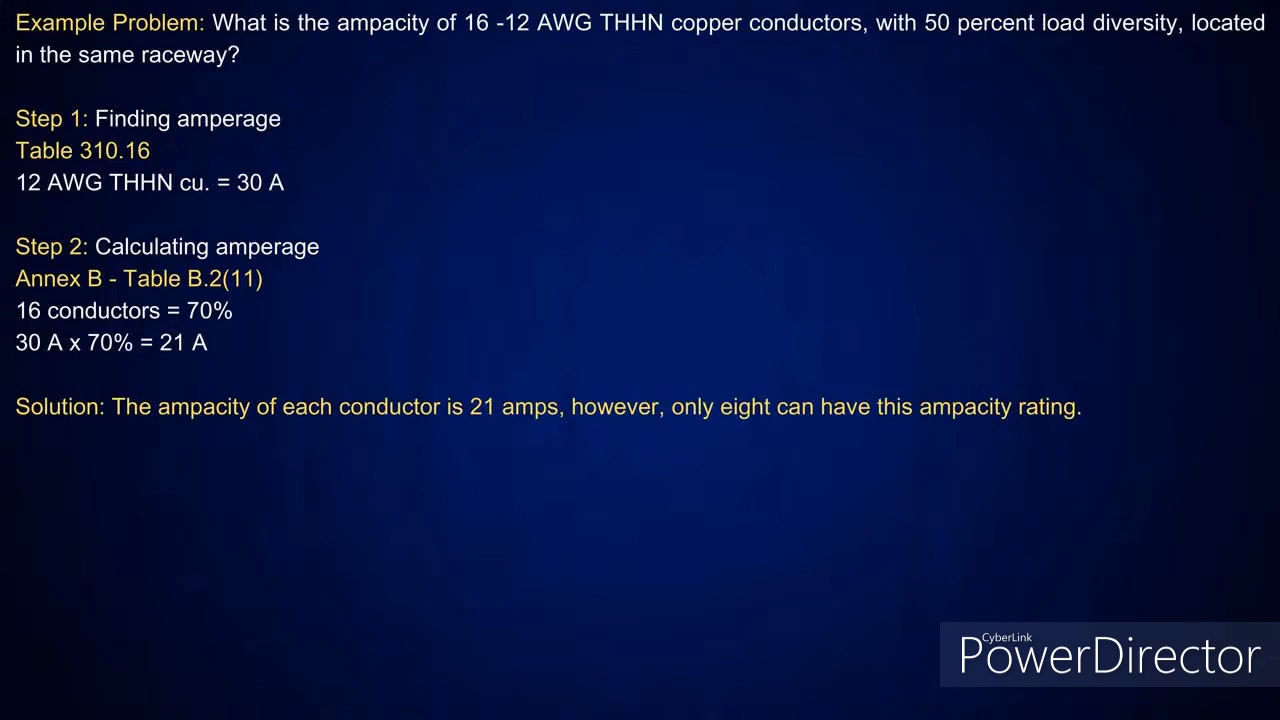 Example Problem: What is the ampacity of 16 -12 AWG THHN copper conductors, with 50 percent load diversity, located
in the same raceway?
Step 1: Finding amperage
Table 310.16
12 AWG THHN cu. = 30 A
Step 2: Calculating amperage
Annex B - Table B.2(11)
16 conductors = 70%
30 A x 70% = 21 A
Solution: The ampacity of each conductor is 21 amps, however, only eight can have this ampacity rating.
CyberLink
PowerDirector